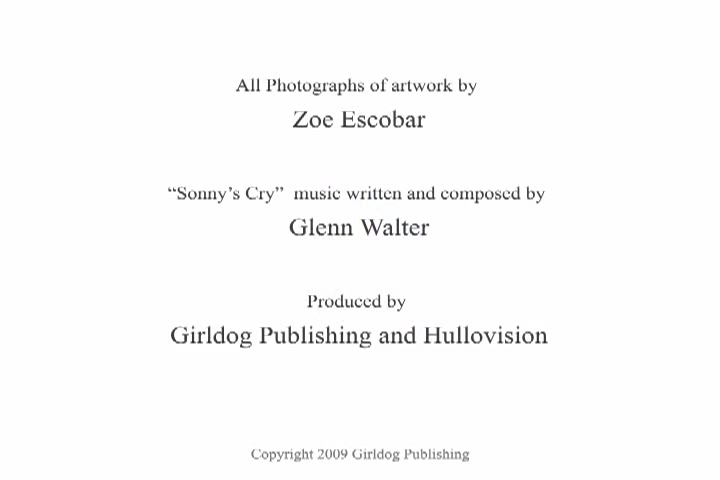 All Photographs of artwork by
Zoe Escobar
“Sonny’s Cry” music written and composed by
Glenn Walter
Produced by
Girldog Publishing and Hullovision
Copyright 2009 Girldog Publishing